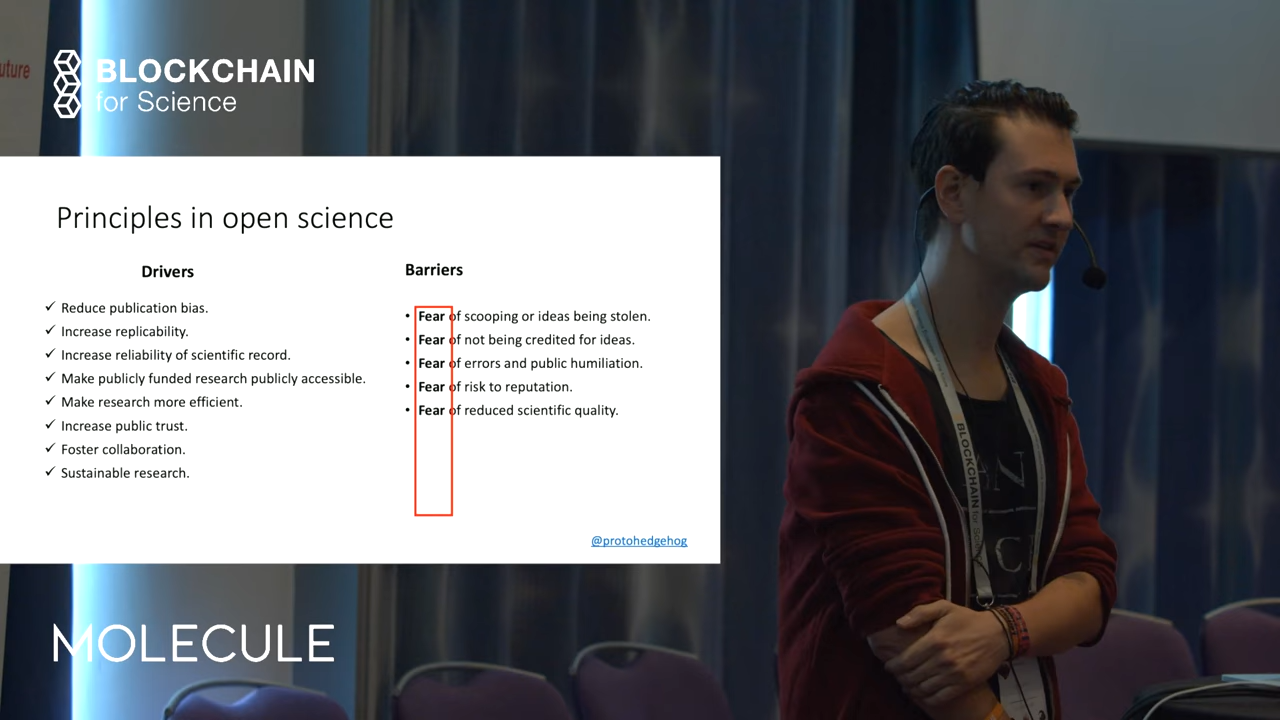 uture
BLOCKCHAIN
for Science
Principles in open science
Drivers
✓ Reduce publication bias.
✓ Increase replicability.
✓ Increase reliability of scientific record.
✓ Make publicly funded research publicly accessible.
✓ Make research more efficient.
✓ Increase public trust.
✓ Foster collaboration.
✓ Sustainable research.
Barriers
• Fear of scooping or ideas being stolen.
• Fear of not being credited for ideas.
• Fear of errors and public humiliation.
• Fear of risk to reputation.
• Fear of reduced scientific quality.
@protohedgehog
BLOCKCHAIN for Science
MOLECULE